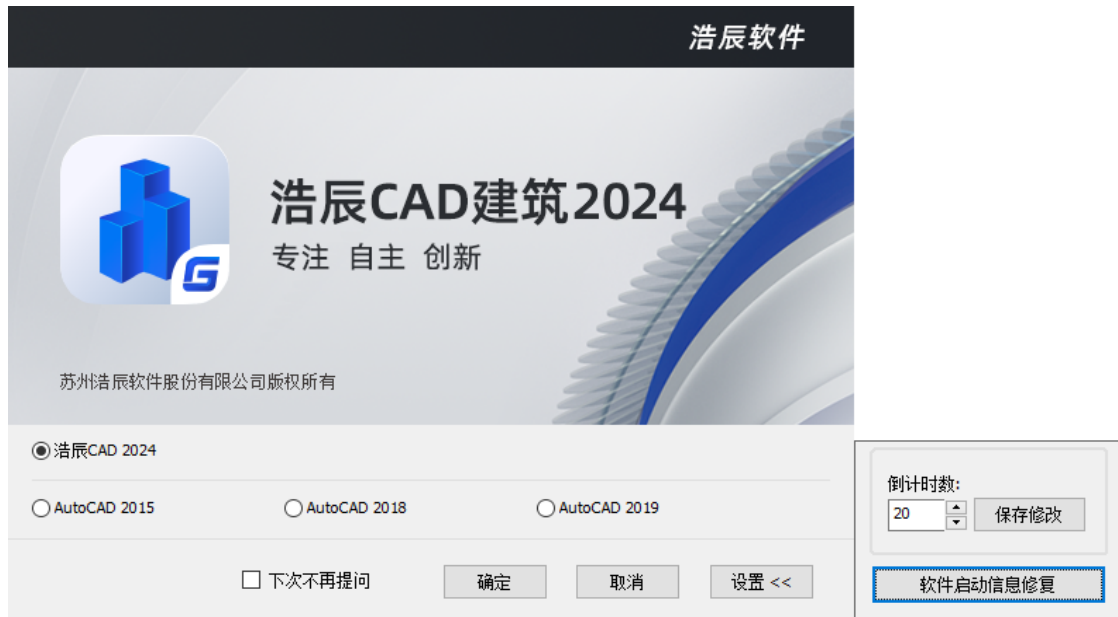 浩辰软件
浩辰CAD建筑2024
专注 自主 创新
苏州浩辰软件股份有限公司版权所有
浩辰CAD 2024
AutoCAD 2015 AutoCAD 2018 AutoCAD 2019
下次不再提问 确定 取消 设置 <<
倒计时数:
20 保存修改
软件启动信息修复